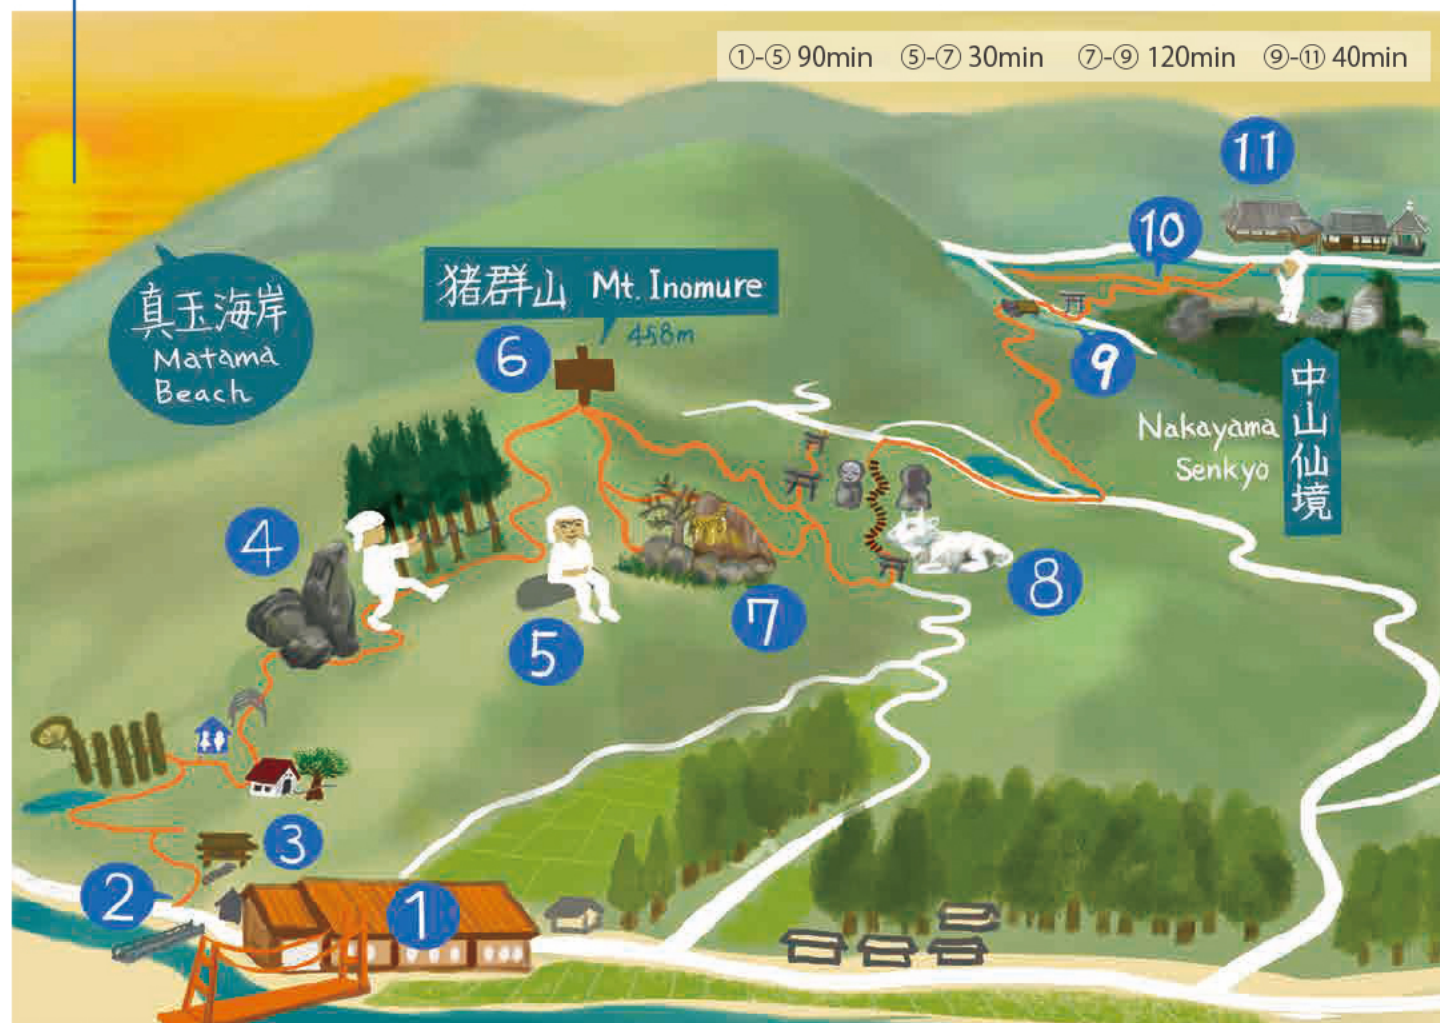 ①-⑤ 90min ⑤-⑦ 30min ⑦-⑨ 120min ⑨-⑪ 40min
11
10
猪群山 Mt. Inomure
458m
真玉海岸
Matama
Beach
6
9
中山仙境
Nakayama
Senkyo
4
5
7
8
3
2
1